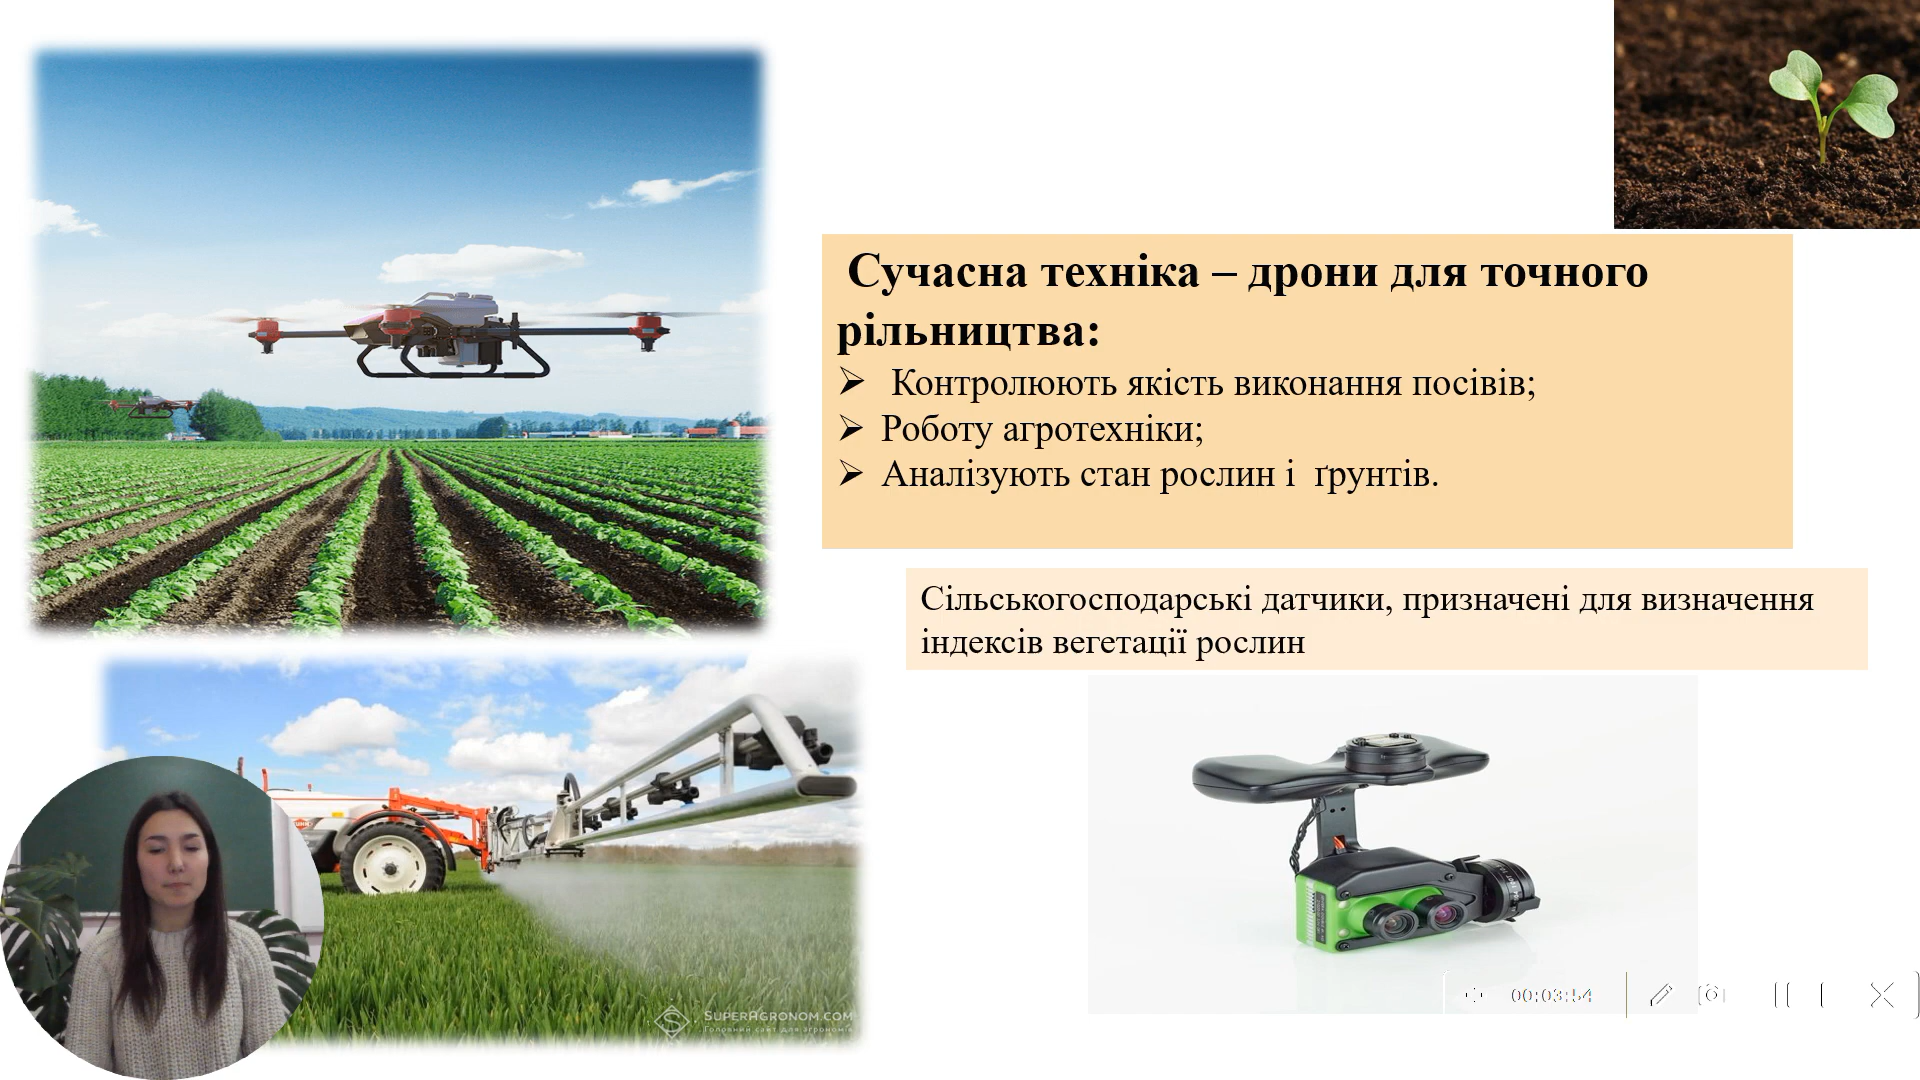 Сучасна техніка – дрони для точного
рільництва:
Контролюють якість виконання посівів;
Роботу агротехніки;
Аналізують стан рослин і ґрунтів.
Сільськогосподарські датчики, призначені для визначення
індексів вегетації рослин
00:03:54
SUPERAGRONOM.COM
Головний сайт для агрономів